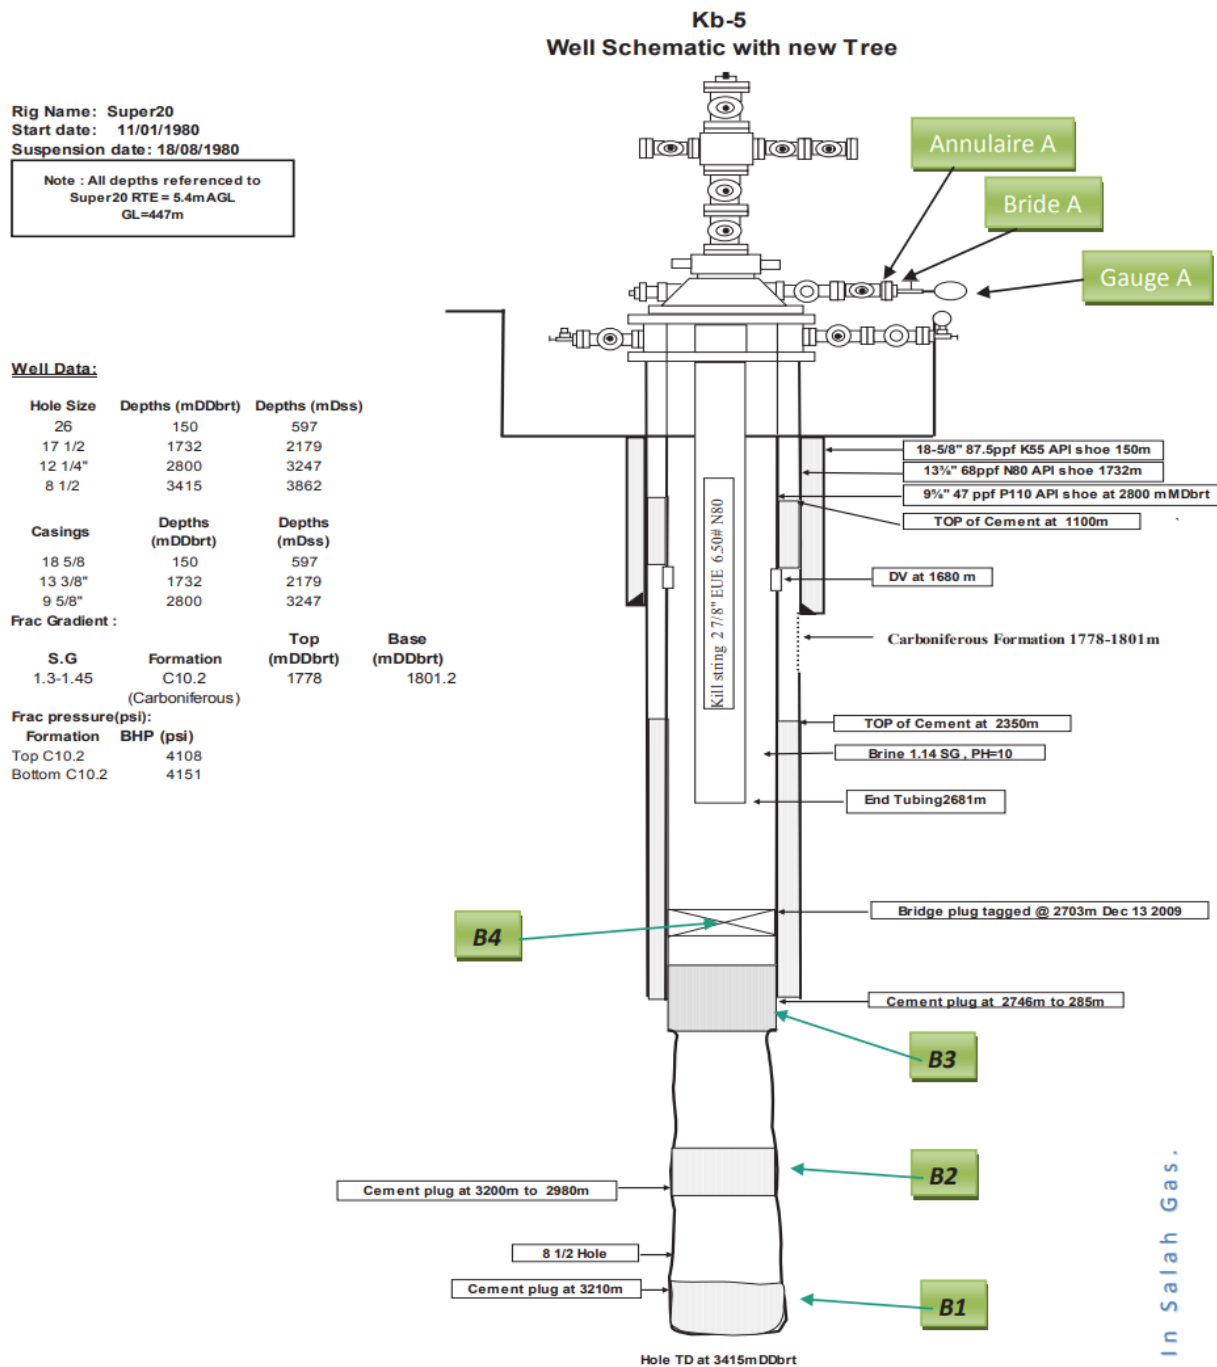 Kb-5
Well Schematic with new Tree
Rig Name: Super20
Start date: 11/01/1980
Suspension date: 18/08/1980
Note : All depths referenced to
Super20 RTE = 5.4m AGL
GL=447m
Annulaire A
Bride A
Gauge A
Well Data:
Hole Size Depths (mDDbrt) Depths (mDss)
26 150 597
17 1/2 1732 2179
12 1/4" 2800 3247
8 1/2 3415 3862
Casings Depths (mDDbrt) Depths (mDss)
18 5/8 150 597
13 3/8" 1732 2179
9 5/8" 2800 3247
Frac Gradient :
S.G Formation Top (mDDbrt) Base (mDDbrt)
1.3-1.45 C10.2 1778 1801.2
(Carboniferous)
Frac pressure(psi):
Formation BHP (psi)
Top C10.2 4108
Bottom C10.2 4151
18-5/8" 87.5ppf K55 API shoe 150m
13⅜" 68ppf N80 API shoe 1732m
9⅝" 47 ppf P110 API shoe at 2800 mMDbrt
TOP of Cement at 1100m
DV at 1680 m
Carboniferous Formation 1778-1801m
Kill string 2 7/8" EUE 6.50# N80
TOP of Cement at 2350m
Brine 1.14 SG , PH=10
End Tubing2681m
Bridge plug tagged @ 2703m Dec 13 2009
B4
Cement plug at 2746m to 285m
B3
B2
Cement plug at 3200m to 2980m
8 1/2 Hole
Cement plug at 3210m
B1
Hole TD at 3415mDDbrt
In Salah Gas.